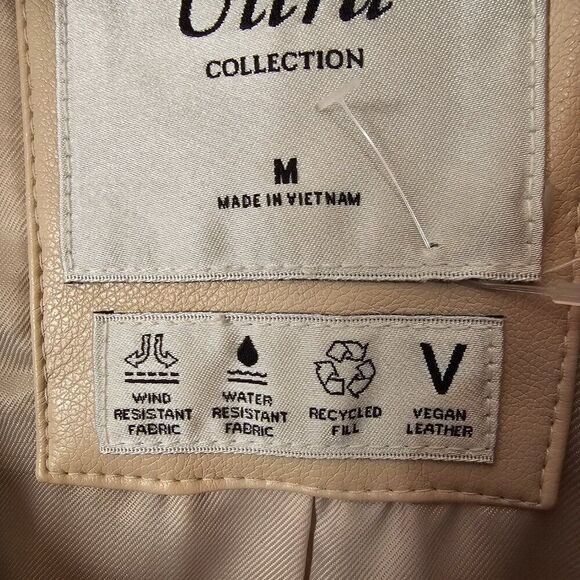 COLLECTION
M
MADE IN VIETNAM
WIND
RESISTANT
FABRIC
WATER
RESISTANT
FABRIC
RECYCLED
FILL
V
VEGAN
LEATHER